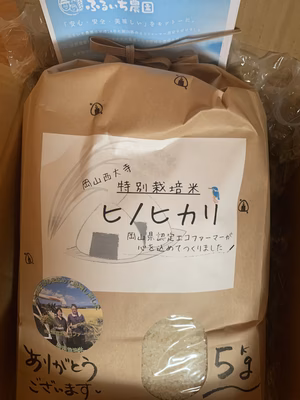 ふるいち農園
「安心・安全・美味しい」をモットーに、
岡山西大寺
特別栽培米
ヒノヒカリ
岡山県認定エコファーマーが
心を込めてつくりました!
ありがとう
ございます
5kg